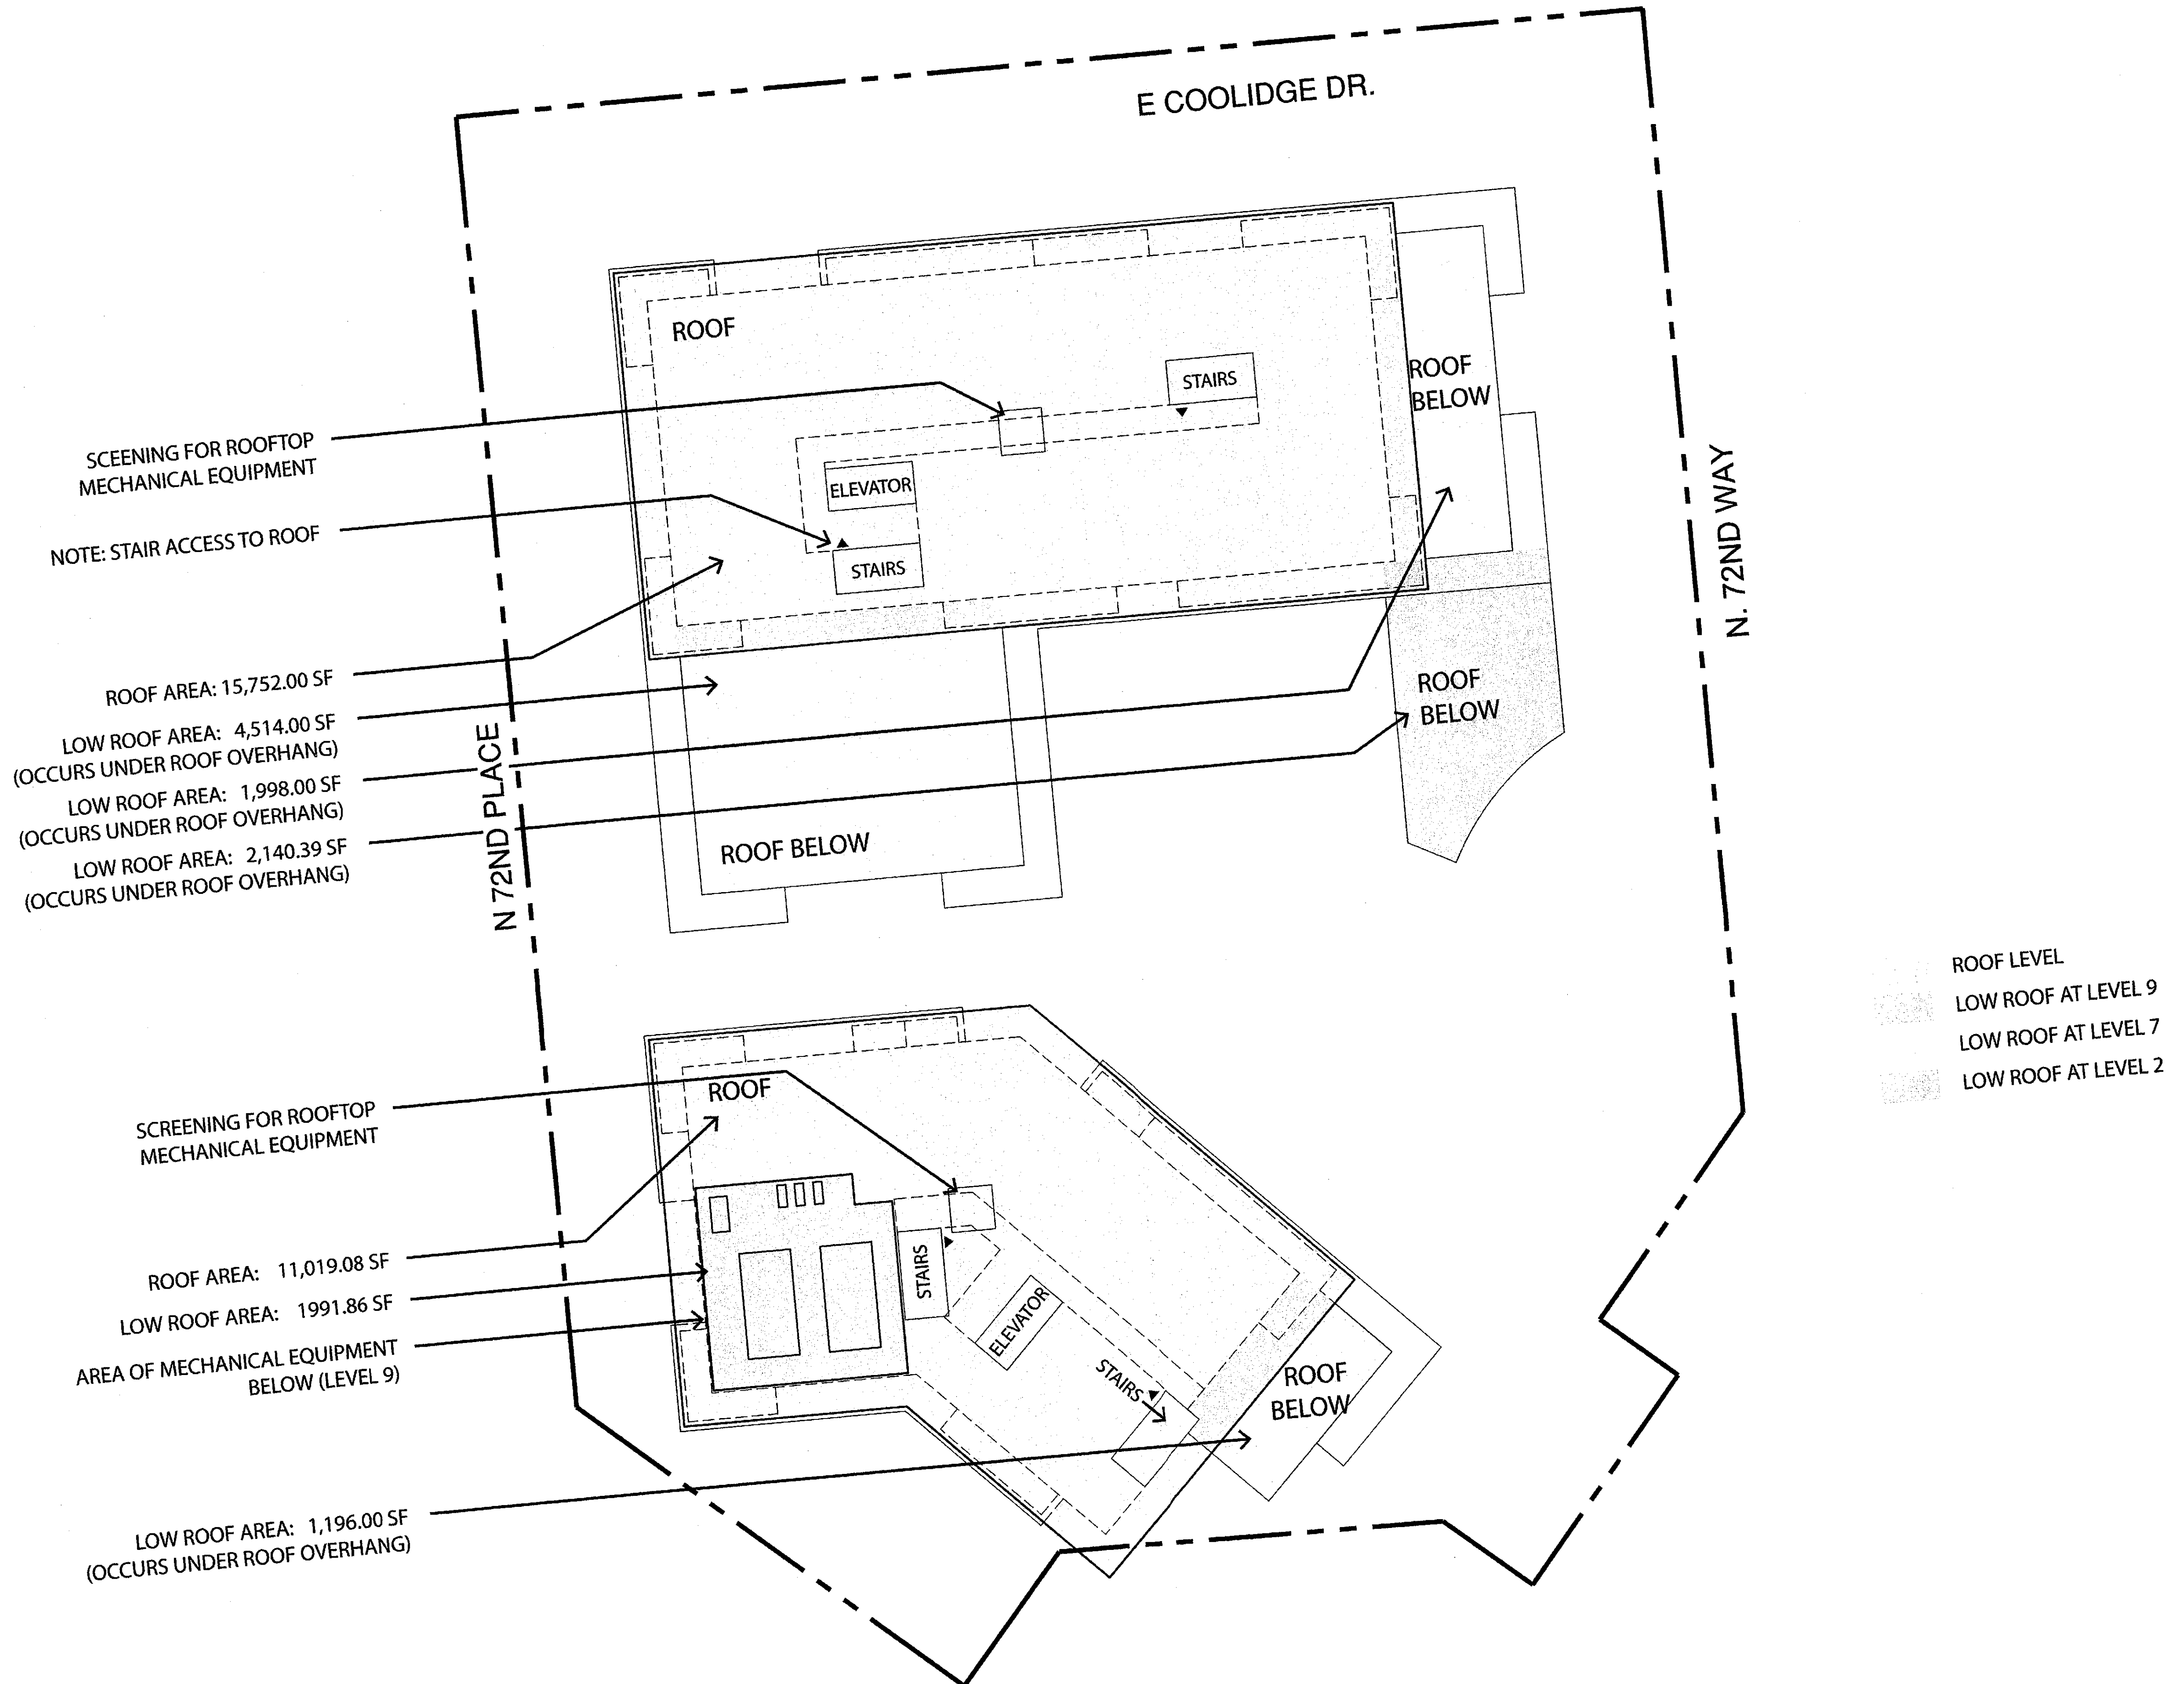 E COOLIDGE DR.
ROOF
STAIRS
ROOF
BELOW
SCEENING FOR ROOFTOP
MECHANICAL EQUIPMENT
ELEVATOR
NOTE: STAIR ACCESS TO ROOF
STAIRS
N. 72ND WAY
ROOF AREA: 15,752.00 SF
LOW ROOF AREA: 4,514.00 SF
(OCCURS UNDER ROOF OVERHANG)
LOW ROOF AREA: 1,998.00 SF
(OCCURS UNDER ROOF OVERHANG)
LOW ROOF AREA: 2,140.39 SF
(OCCURS UNDER ROOF OVERHANG)
N 72ND PLACE
ROOF BELOW
ROOF
BELOW
ROOF LEVEL
LOW ROOF AT LEVEL 9
LOW ROOF AT LEVEL 7
LOW ROOF AT LEVEL 2
ROOF
SCREENING FOR ROOFTOP
MECHANICAL EQUIPMENT
ROOF AREA: 11,019.08 SF
LOW ROOF AREA: 1991.86 SF
AREA OF MECHANICAL EQUIPMENT
BELOW (LEVEL 9)
STAIRS
ELEVATOR
STAIRS
ROOF
BELOW
LOW ROOF AREA: 1,196.00 SF
(OCCURS UNDER ROOF OVERHANG)